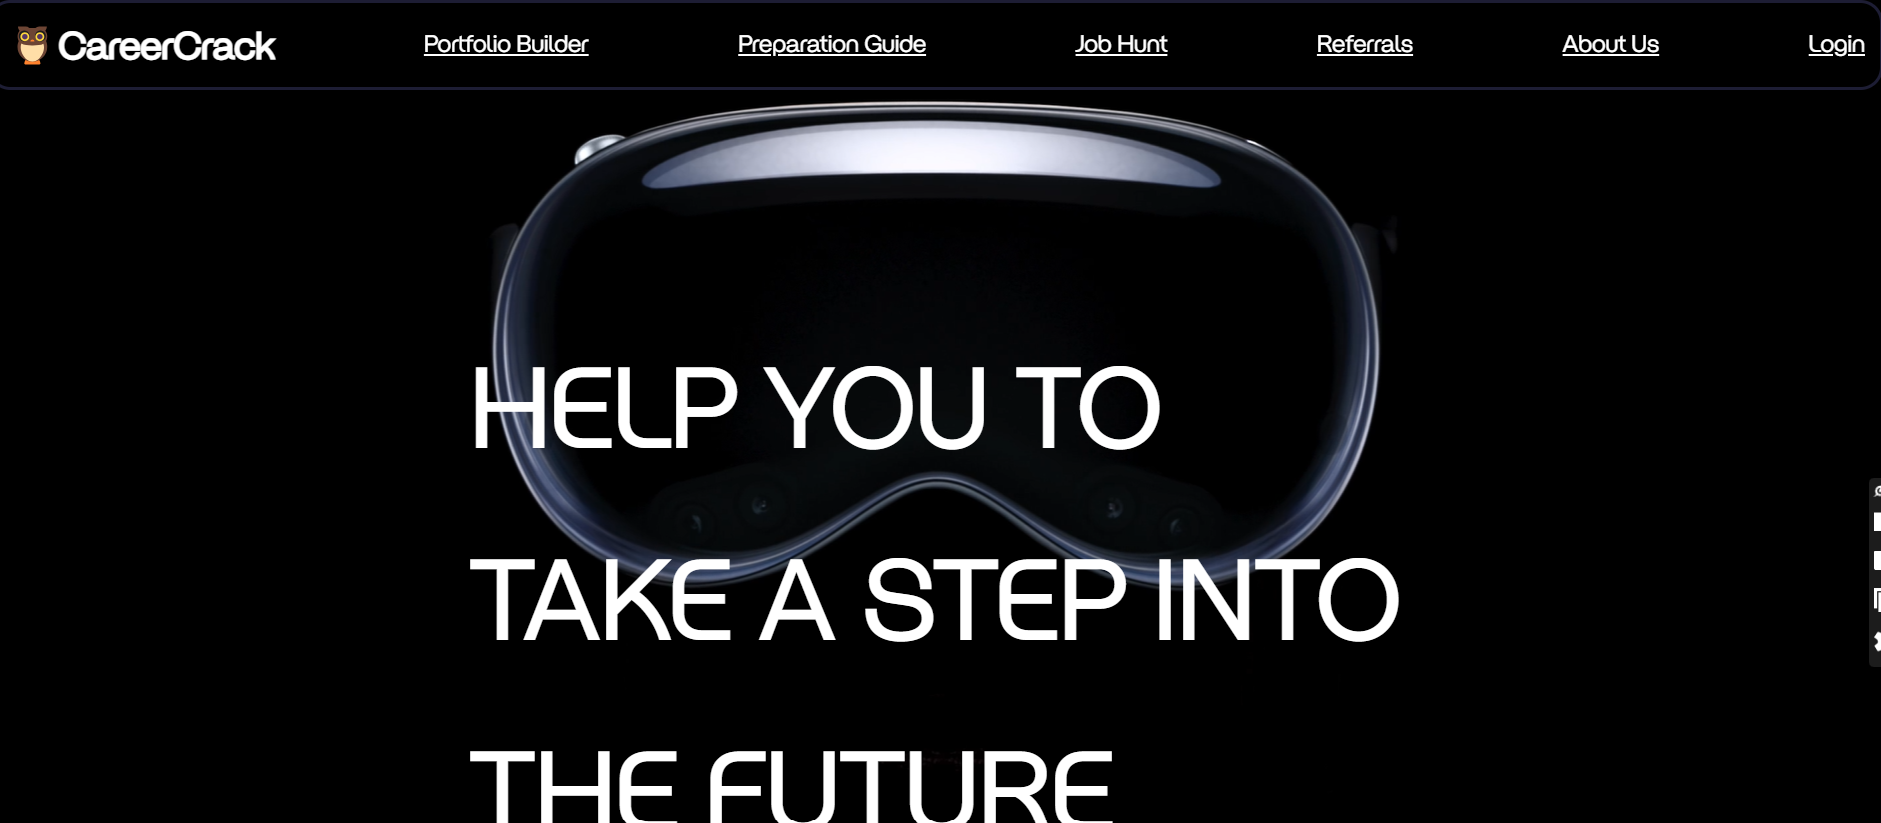 CareerCrack Portfolio Builder Preparation Guide Job Hunt Referrals About Us Login
HELP YOU TO
TAKE A STEP INTO
THE FUTURE